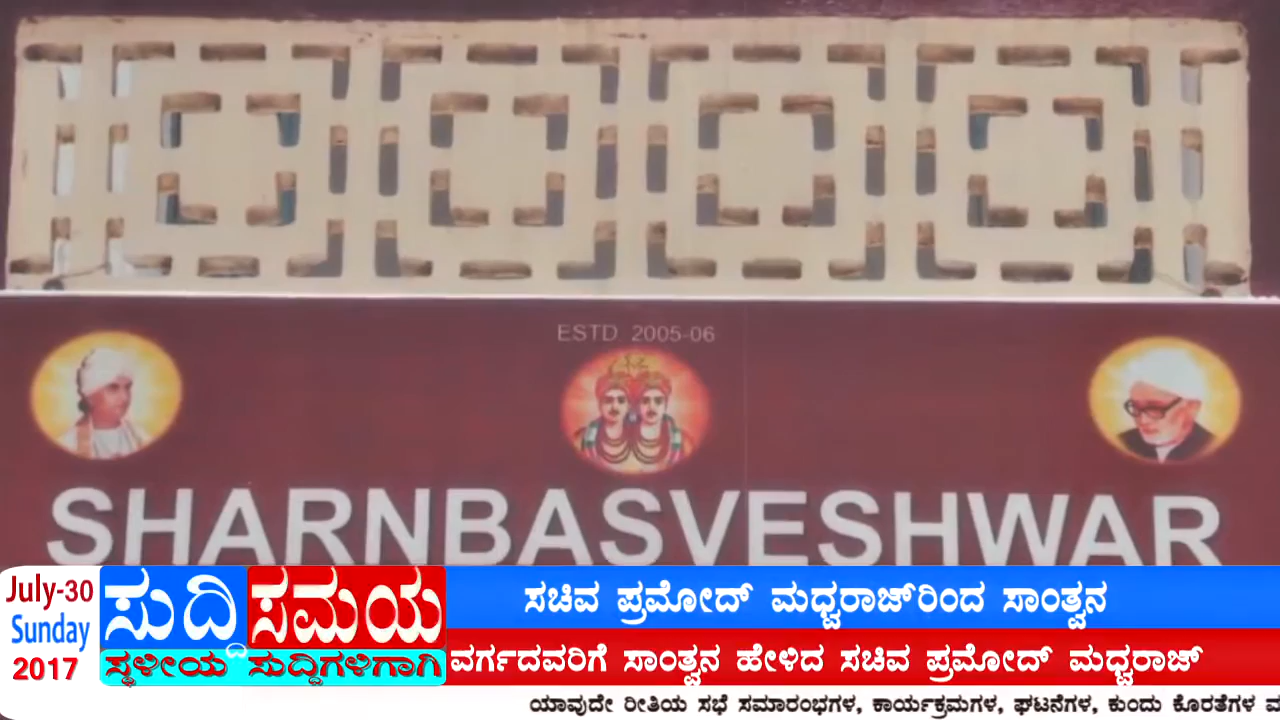 ESTD 2005-06
SHARNBASVESHWAR
July-30
Sunday
2017
ಸುದ್ದಿ ಸಮಯ
ಸ್ಥಳೀಯ ಸುದ್ದಿಗಳಿಗಾಗಿ
ಸಚಿವ ಪ್ರಮೋದ್ ಮಧ್ವರಾಜ್‌ರಿಂದ ಸಾಂತ್ವನ
ವರ್ಗದವರಿಗೆ ಸಾಂತ್ವನ ಹೇಳಿದ ಸಚಿವ ಪ್ರಮೋದ್ ಮಧ್ವರಾಜ್
ಯಾವುದೇ ರೀತಿಯ ಸಭೆ ಸಮಾರಂಭಗಳ, ಕಾರ್ಯಕ್ರಮಗಳ, ಘಟನೆಗಳ, ಕುಂದು ಕೊರತೆಗಳ